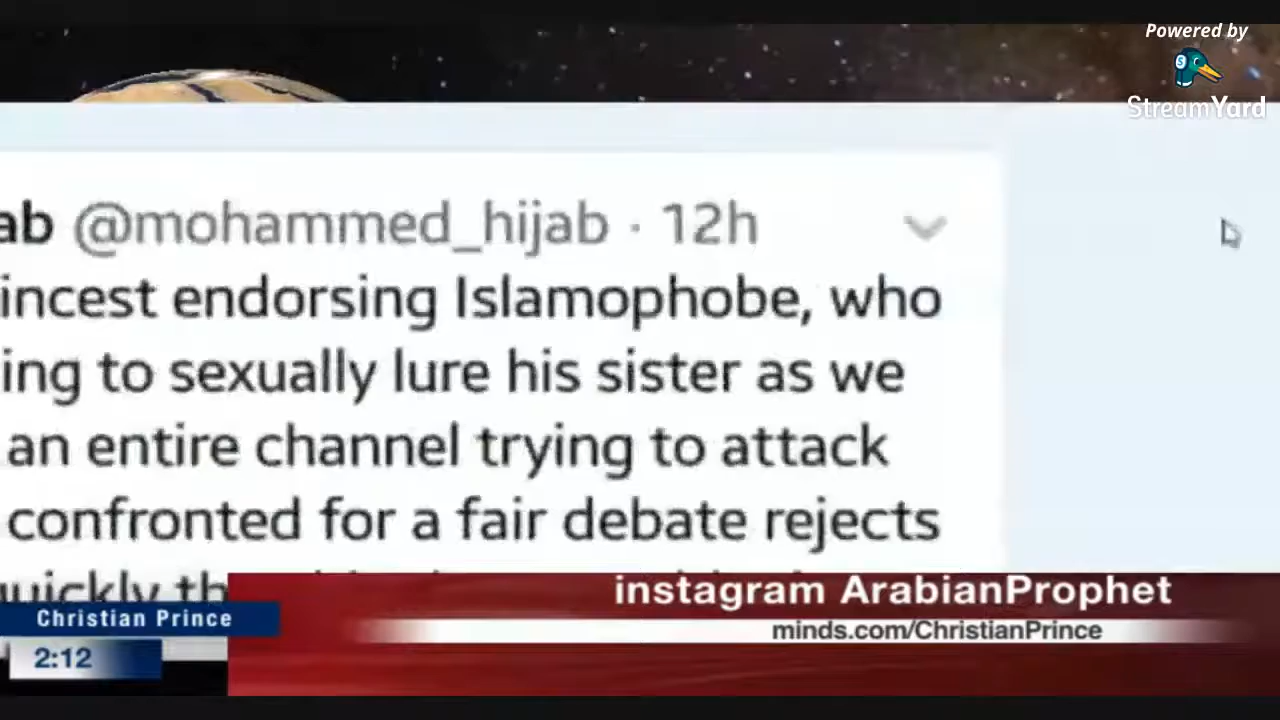 Powered by
StreamYard
ab @mohammed_hijab · 12h
incest endorsing Islamophobe, who
ing to sexually lure his sister as we
an entire channel trying to attack
confronted for a fair debate rejects
quickly
instagram ArabianProphet
Christian Prince
minds.com/ChristianPrince
2:12